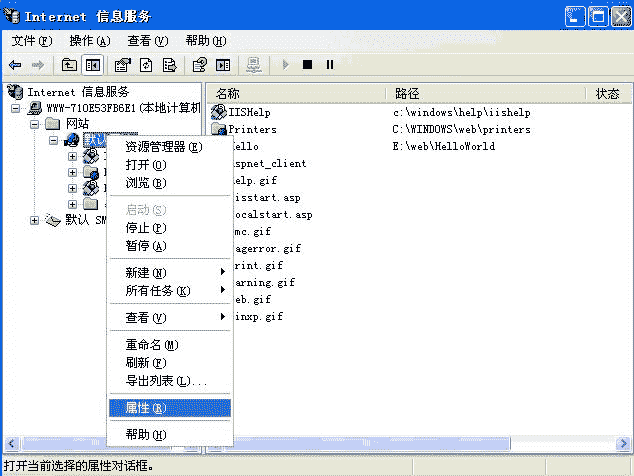 Internet 信息服务
文件(F) 操作(A) 查看(V) 帮助(H)
Internet 信息服务
WWW-710E53FB6E1(本地计算机
网站
默认
默认 SM
名称 路径 状态
IISHelp c:\windows\help\iishelp
Printers C:\WINDOWS\web\printers
ello E:\web\HelloWorld
spnet_client
elp.gif
isstart.asp
ocalstart.asp
mc.gif
agerror.gif
rint.gif
arning.gif
eb.gif
inxp.gif
资源管理器(E)
打开(O)
浏览(B)
启动(S)
停止(P)
暂停(A)
新建(N)
所有任务(K)
查看(V)
重命名(M)
刷新(F)
导出列表(L)...
属性(R)
帮助(H)
打开当前选择的属性对话框。